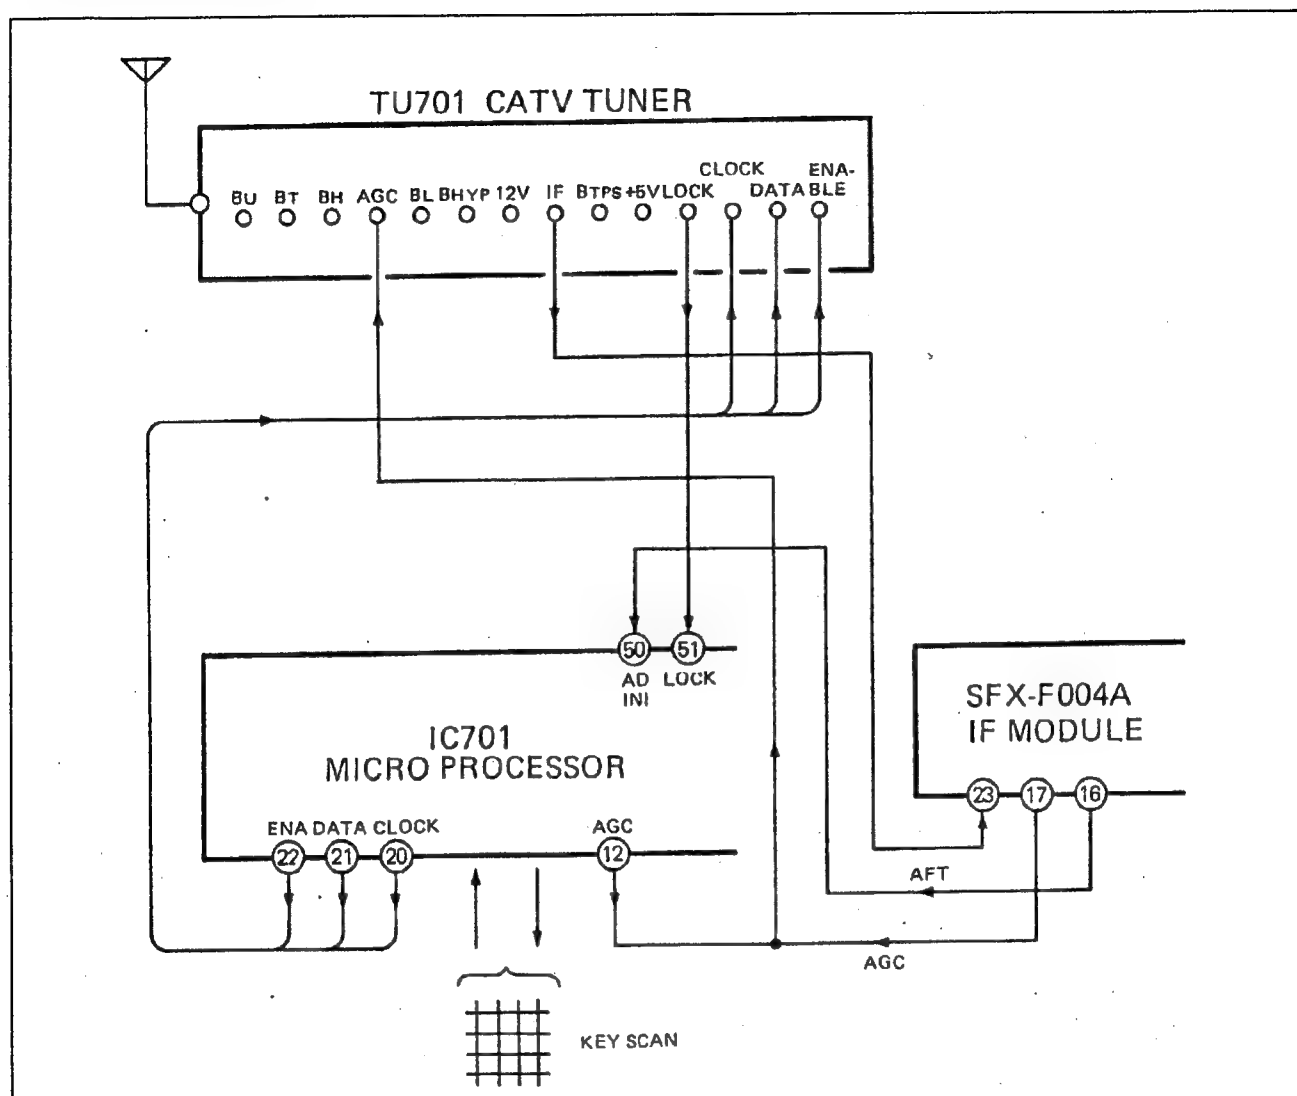 TU701 CATV TUNER
CLOCK ENA-
BU BT BH AGC BL BHYP 12V IF BTPS +5V LOCK DATA BLE
50 51
AD LOCK
INI
SFX-F004A
IF MODULE
IC701
MICRO PROCESSOR
23 17 16
ENA DATA CLOCK AGC
22 21 20 12
AFT
AGC
KEY SCAN